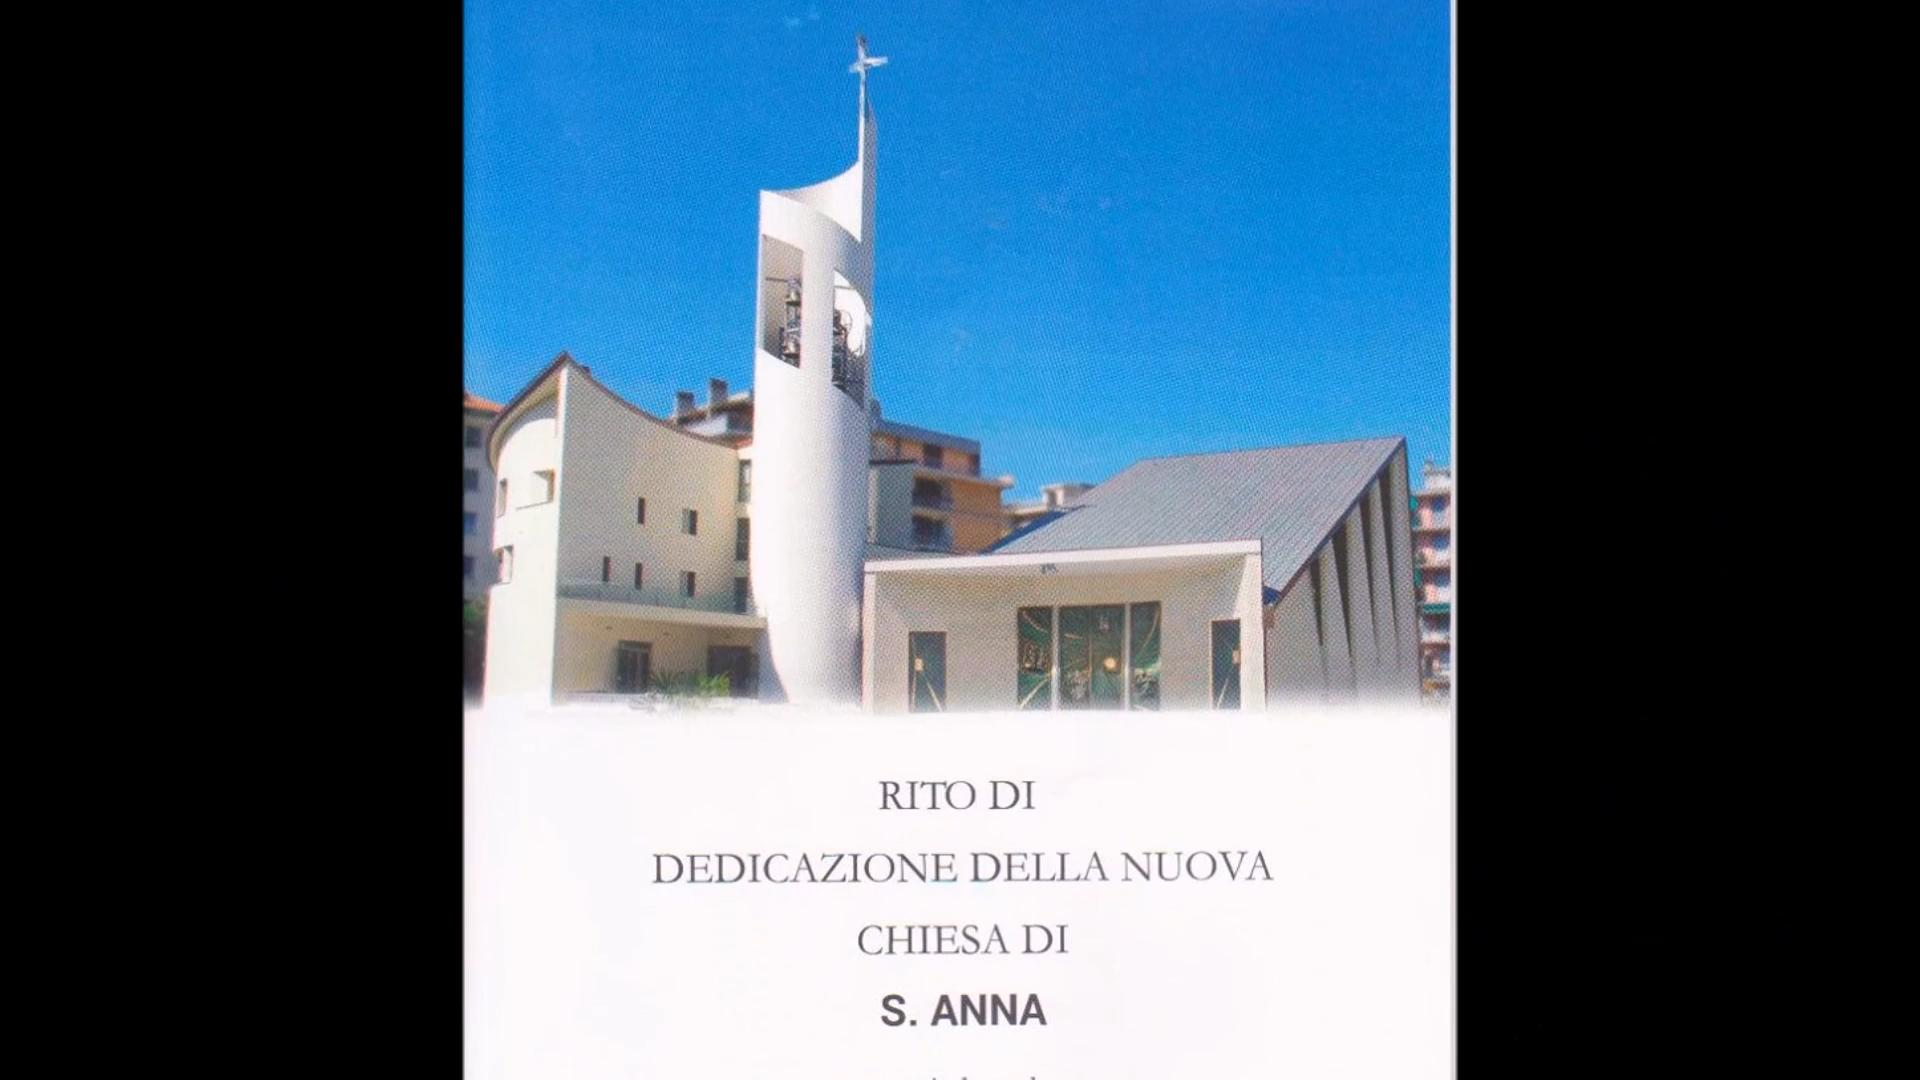 RITO DI
DEDICAZIONE DELLA NUOVA
CHIESA DI
S. ANNA